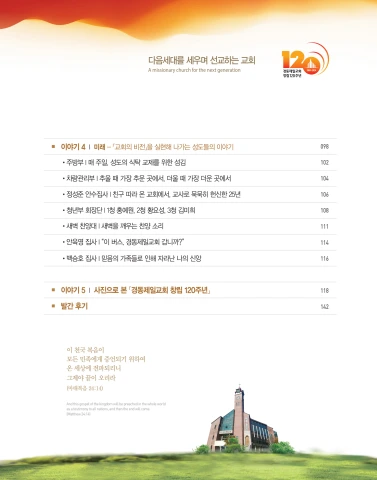 다음세대를 세우며 선교하는 교회
A missionary church for the next generation
120
경동제일교회
창립 120주년
이야기 4 | 미래 – 「교회의 비전」을 실현해 나가는 성도들의 이야기 098
• 주방부 | 매 주일, 성도의 식탁 교제를 위한 섬김 102
• 차량관리부 | 추울 때 가장 추운 곳에서, 더울 때 가장 더운 곳에서 104
• 정성준 안수집사 | 친구 따라 온 교회에서, 교사로 묵묵히 헌신한 25년 106
• 청년부 회장단 | 1청 홍예원, 2청 황요성, 3청 김미희 108
• 새벽 찬양대 | 새벽을 깨우는 찬양 소리 111
• 안옥영 집사 | "이 버스, 경동제일교회 갑니까?" 114
• 백승호 집사 | 믿음의 가족들로 인해 자라난 나의 신앙 116
이야기 5 | 사진으로 본 「경동제일교회 창립 120주년」 118
발간 후기 142
이 천국 복음이
모든 민족에게 증언되기 위하여
온 세상에 전파되리니
그제야 끝이 오리라
(마태복음 24:14)
And this gospel of the kingdom will be preached in the whole world
as a testimony to all nations, and then the end will come.
(Matthew 24:14)